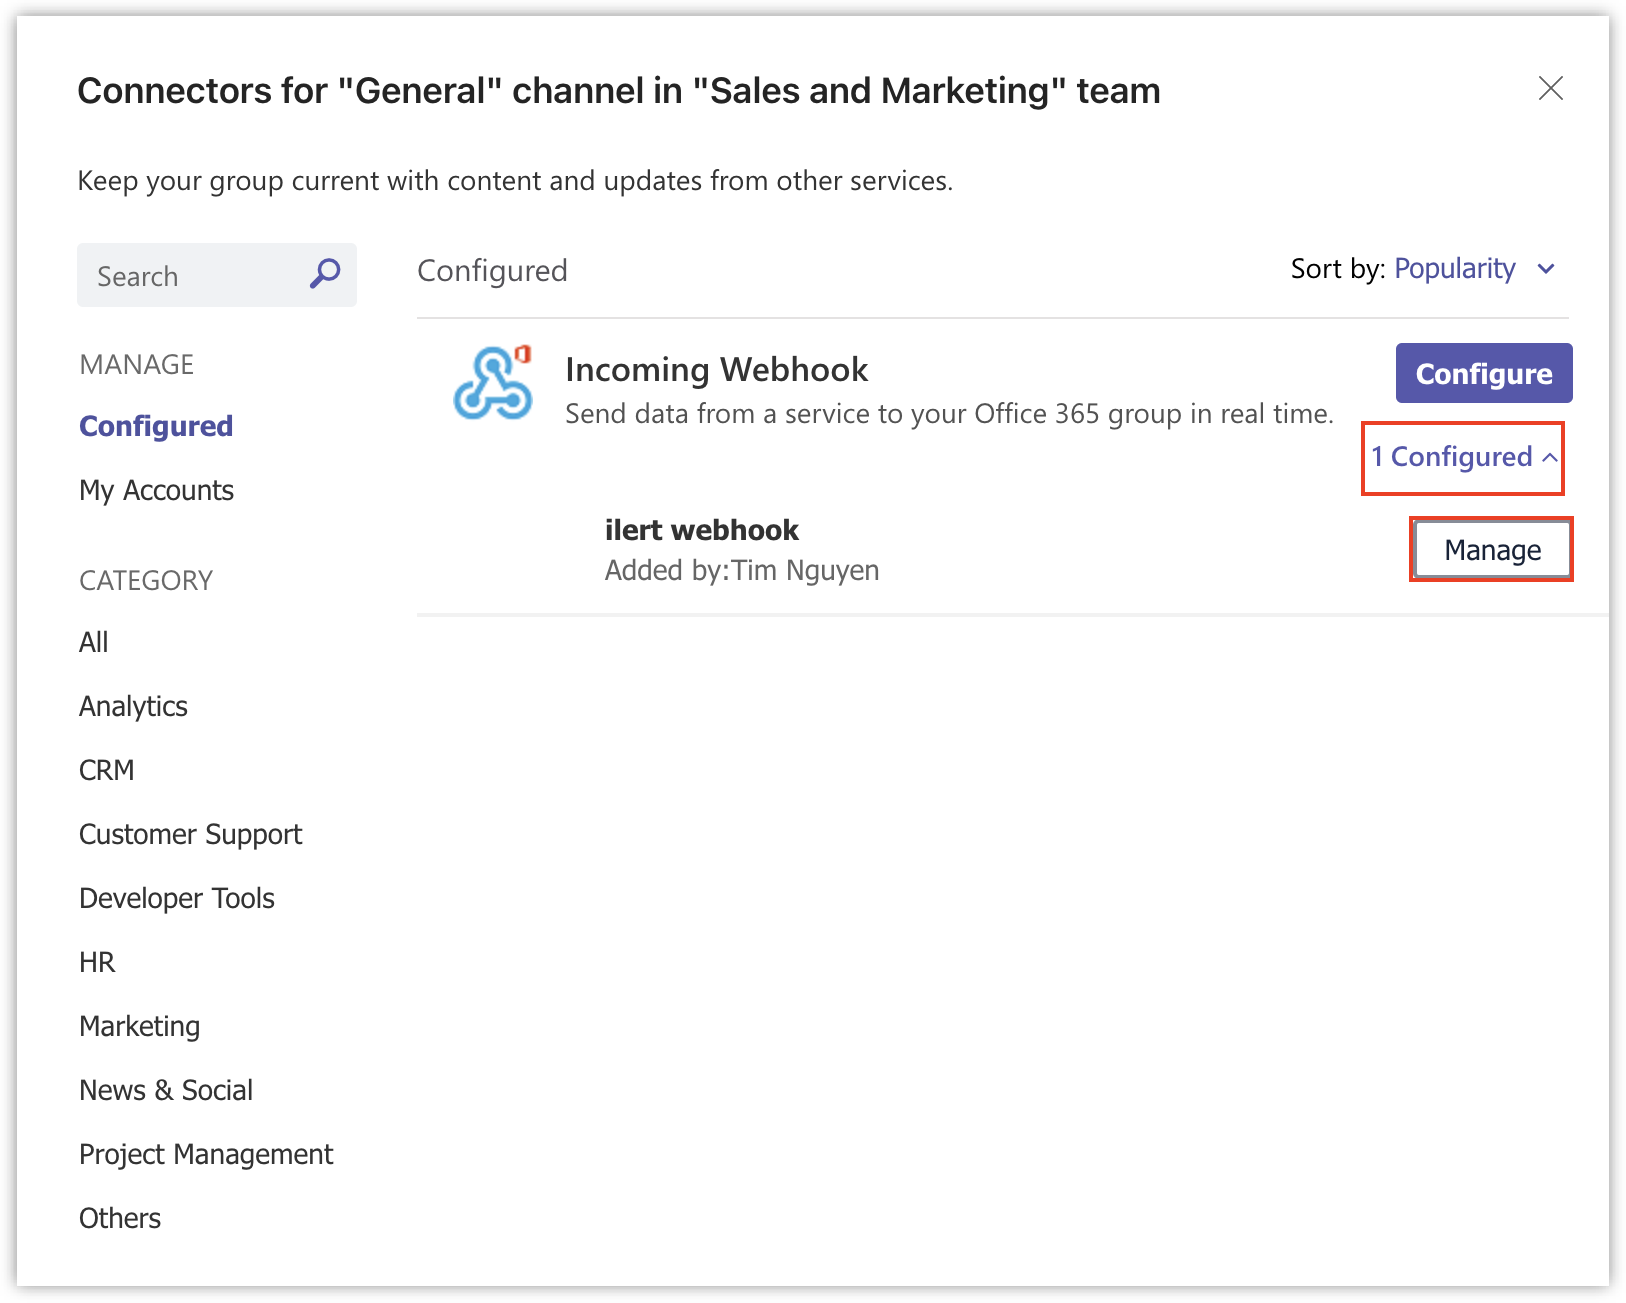 Connectors for "General" channel in "Sales and Marketing" team
Keep your group current with content and updates from other services.
Search
Configured
Sort by: Popularity
MANAGE
Configured
My Accounts
CATEGORY
All
Analytics
CRM
Customer Support
Developer Tools
HR
Marketing
News & Social
Project Management
Others
Incoming Webhook
Send data from a service to your Office 365 group in real time.
Configure
1 Configured
ilert webhook
Added by:Tim Nguyen
Manage